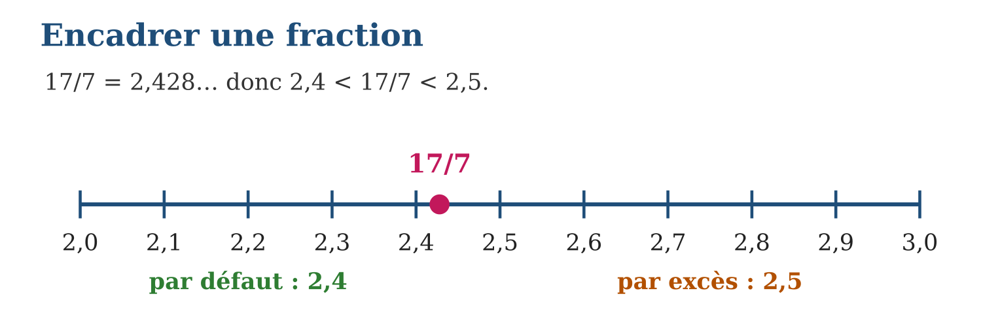 Encadrer une fraction
17/7 = 2,428… donc 2,4 < 17/7 < 2,5.
17/7
2,0 2,1 2,2 2,3 2,4 2,5 2,6 2,7 2,8 2,9 3,0
par défaut : 2,4 par excès : 2,5